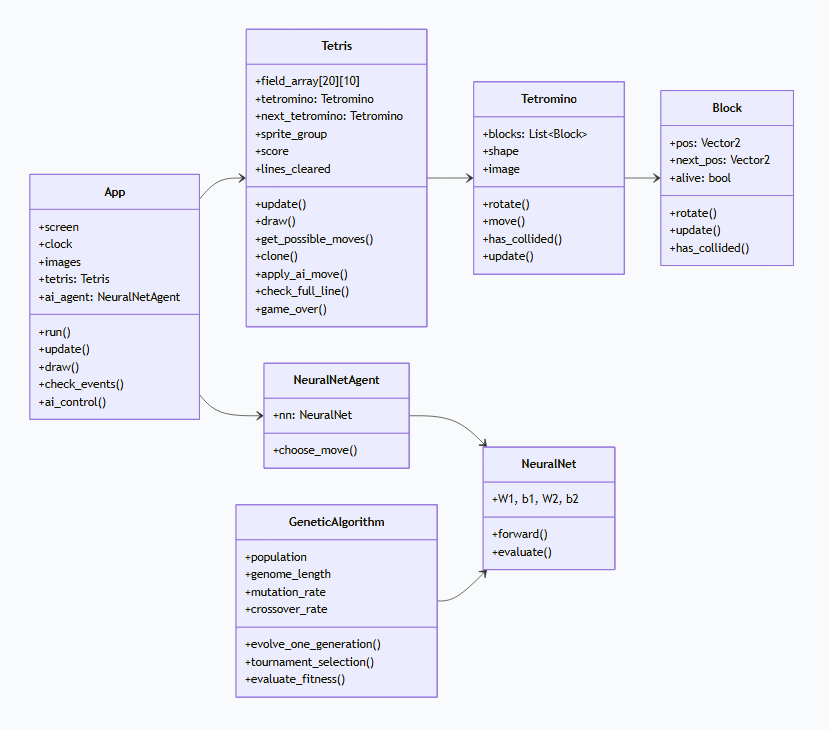 Tetris
+field_array[20][10]
+tetromino: Tetromino
+next_tetromino: Tetromino
+sprite_group
+score
+lines_cleared
+update()
+draw()
+get_possible_moves()
+clone()
+apply_ai_move()
+check_full_line()
+game_over()
Tetromino
+blocks: List<Block>
+shape
+image
+rotate()
+move()
+has_collided()
+update()
Block
+pos: Vector2
+next_pos: Vector2
+alive: bool
+rotate()
+update()
+has_collided()
App
+screen
+clock
+images
+tetris: Tetris
+ai_agent: NeuralNetAgent
+run()
+update()
+draw()
+check_events()
+ai_control()
NeuralNetAgent
+nn: NeuralNet
+choose_move()
NeuralNet
+W1, b1, W2, b2
+forward()
+evaluate()
GeneticAlgorithm
+population
+genome_length
+mutation_rate
+crossover_rate
+evolve_one_generation()
+tournament_selection()
+evaluate_fitness()